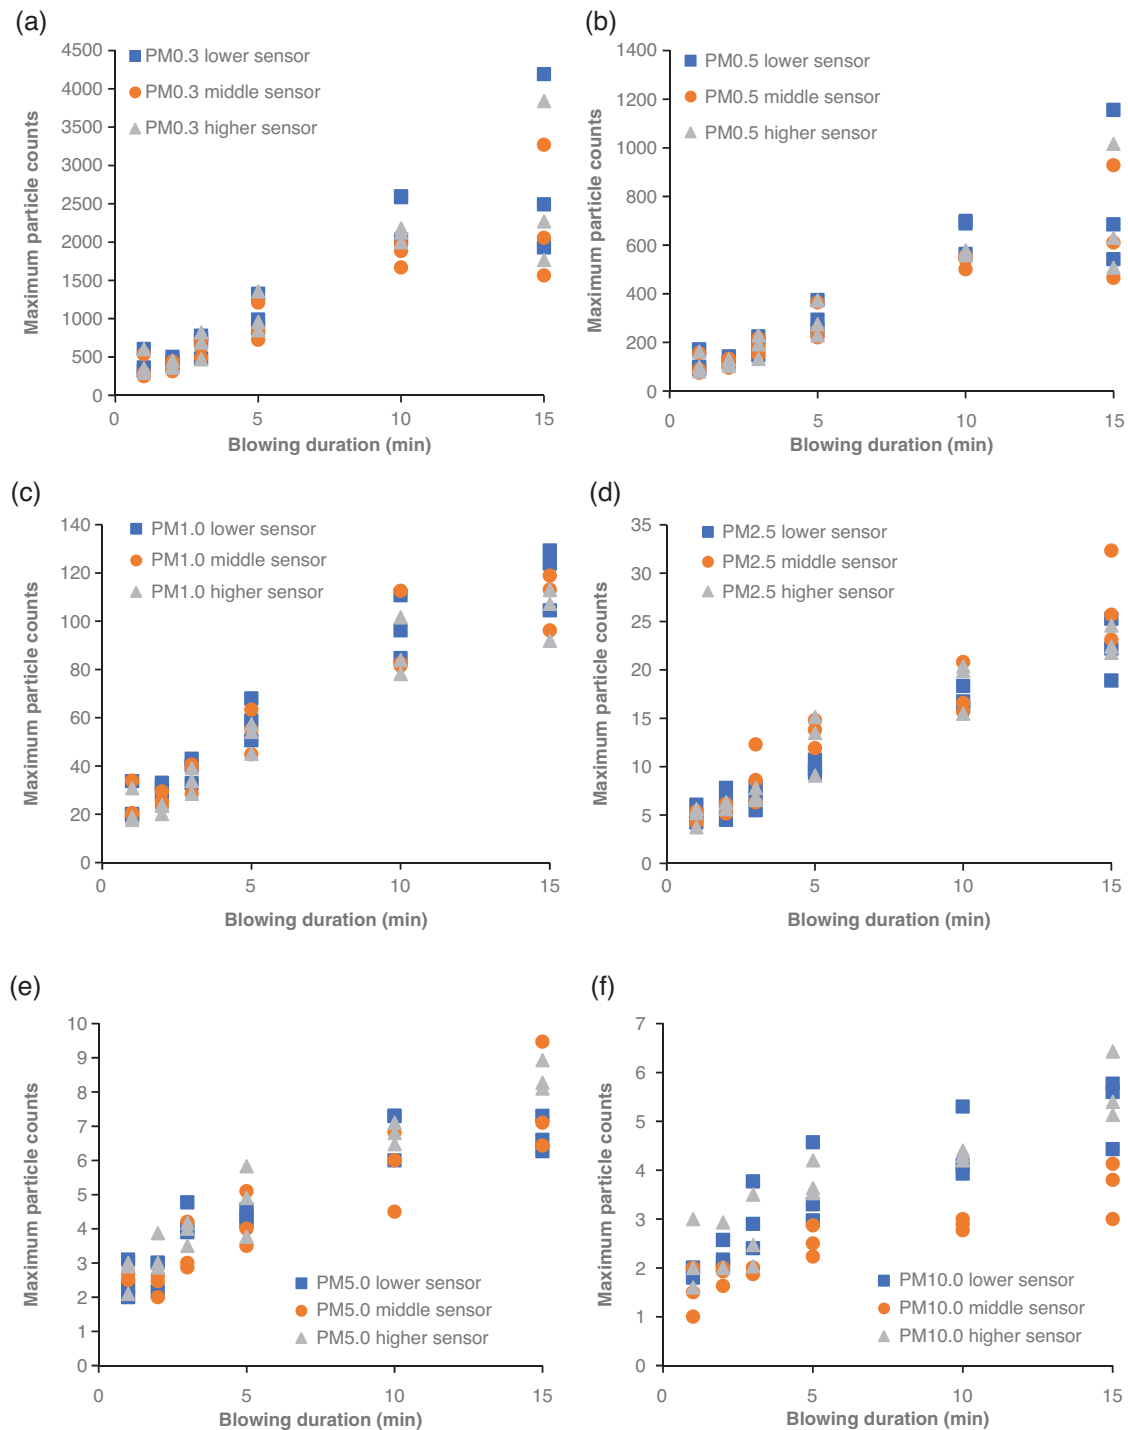 (a)
4500
4000
3500
3000
2500
2000
1500
1000
500
0
PM0.3 lower sensor
PM0.3 middle sensor
PM0.3 higher sensor
Maximum particle counts
0 5 10 15
Blowing duration (min)
(b)
1400
1200
1000
800
600
400
200
0
PM0.5 lower sensor
PM0.5 middle sensor
PM0.5 higher sensor
Maximum particle counts
0 5 10 15
Blowing duration (min)
(c)
140
120
100
80
60
40
20
0
PM1.0 lower sensor
PM1.0 middle sensor
PM1.0 higher sensor
Maximum particle counts
0 5 10 15
Blowing duration (min)
(d)
35
30
25
20
15
10
5
0
PM2.5 lower sensor
PM2.5 middle sensor
PM2.5 higher sensor
Maximum particle counts
0 5 10 15
Blowing duration (min)
(e)
10
9
8
7
6
5
4
3
2
1
0
PM5.0 lower sensor
PM5.0 middle sensor
PM5.0 higher sensor
Maximum particle counts
0 5 10 15
Blowing duration (min)
(f)
7
6
5
4
3
2
1
0
PM10.0 lower sensor
PM10.0 middle sensor
PM10.0 higher sensor
Maximum particle counts
0 5 10 15
Blowing duration (min)